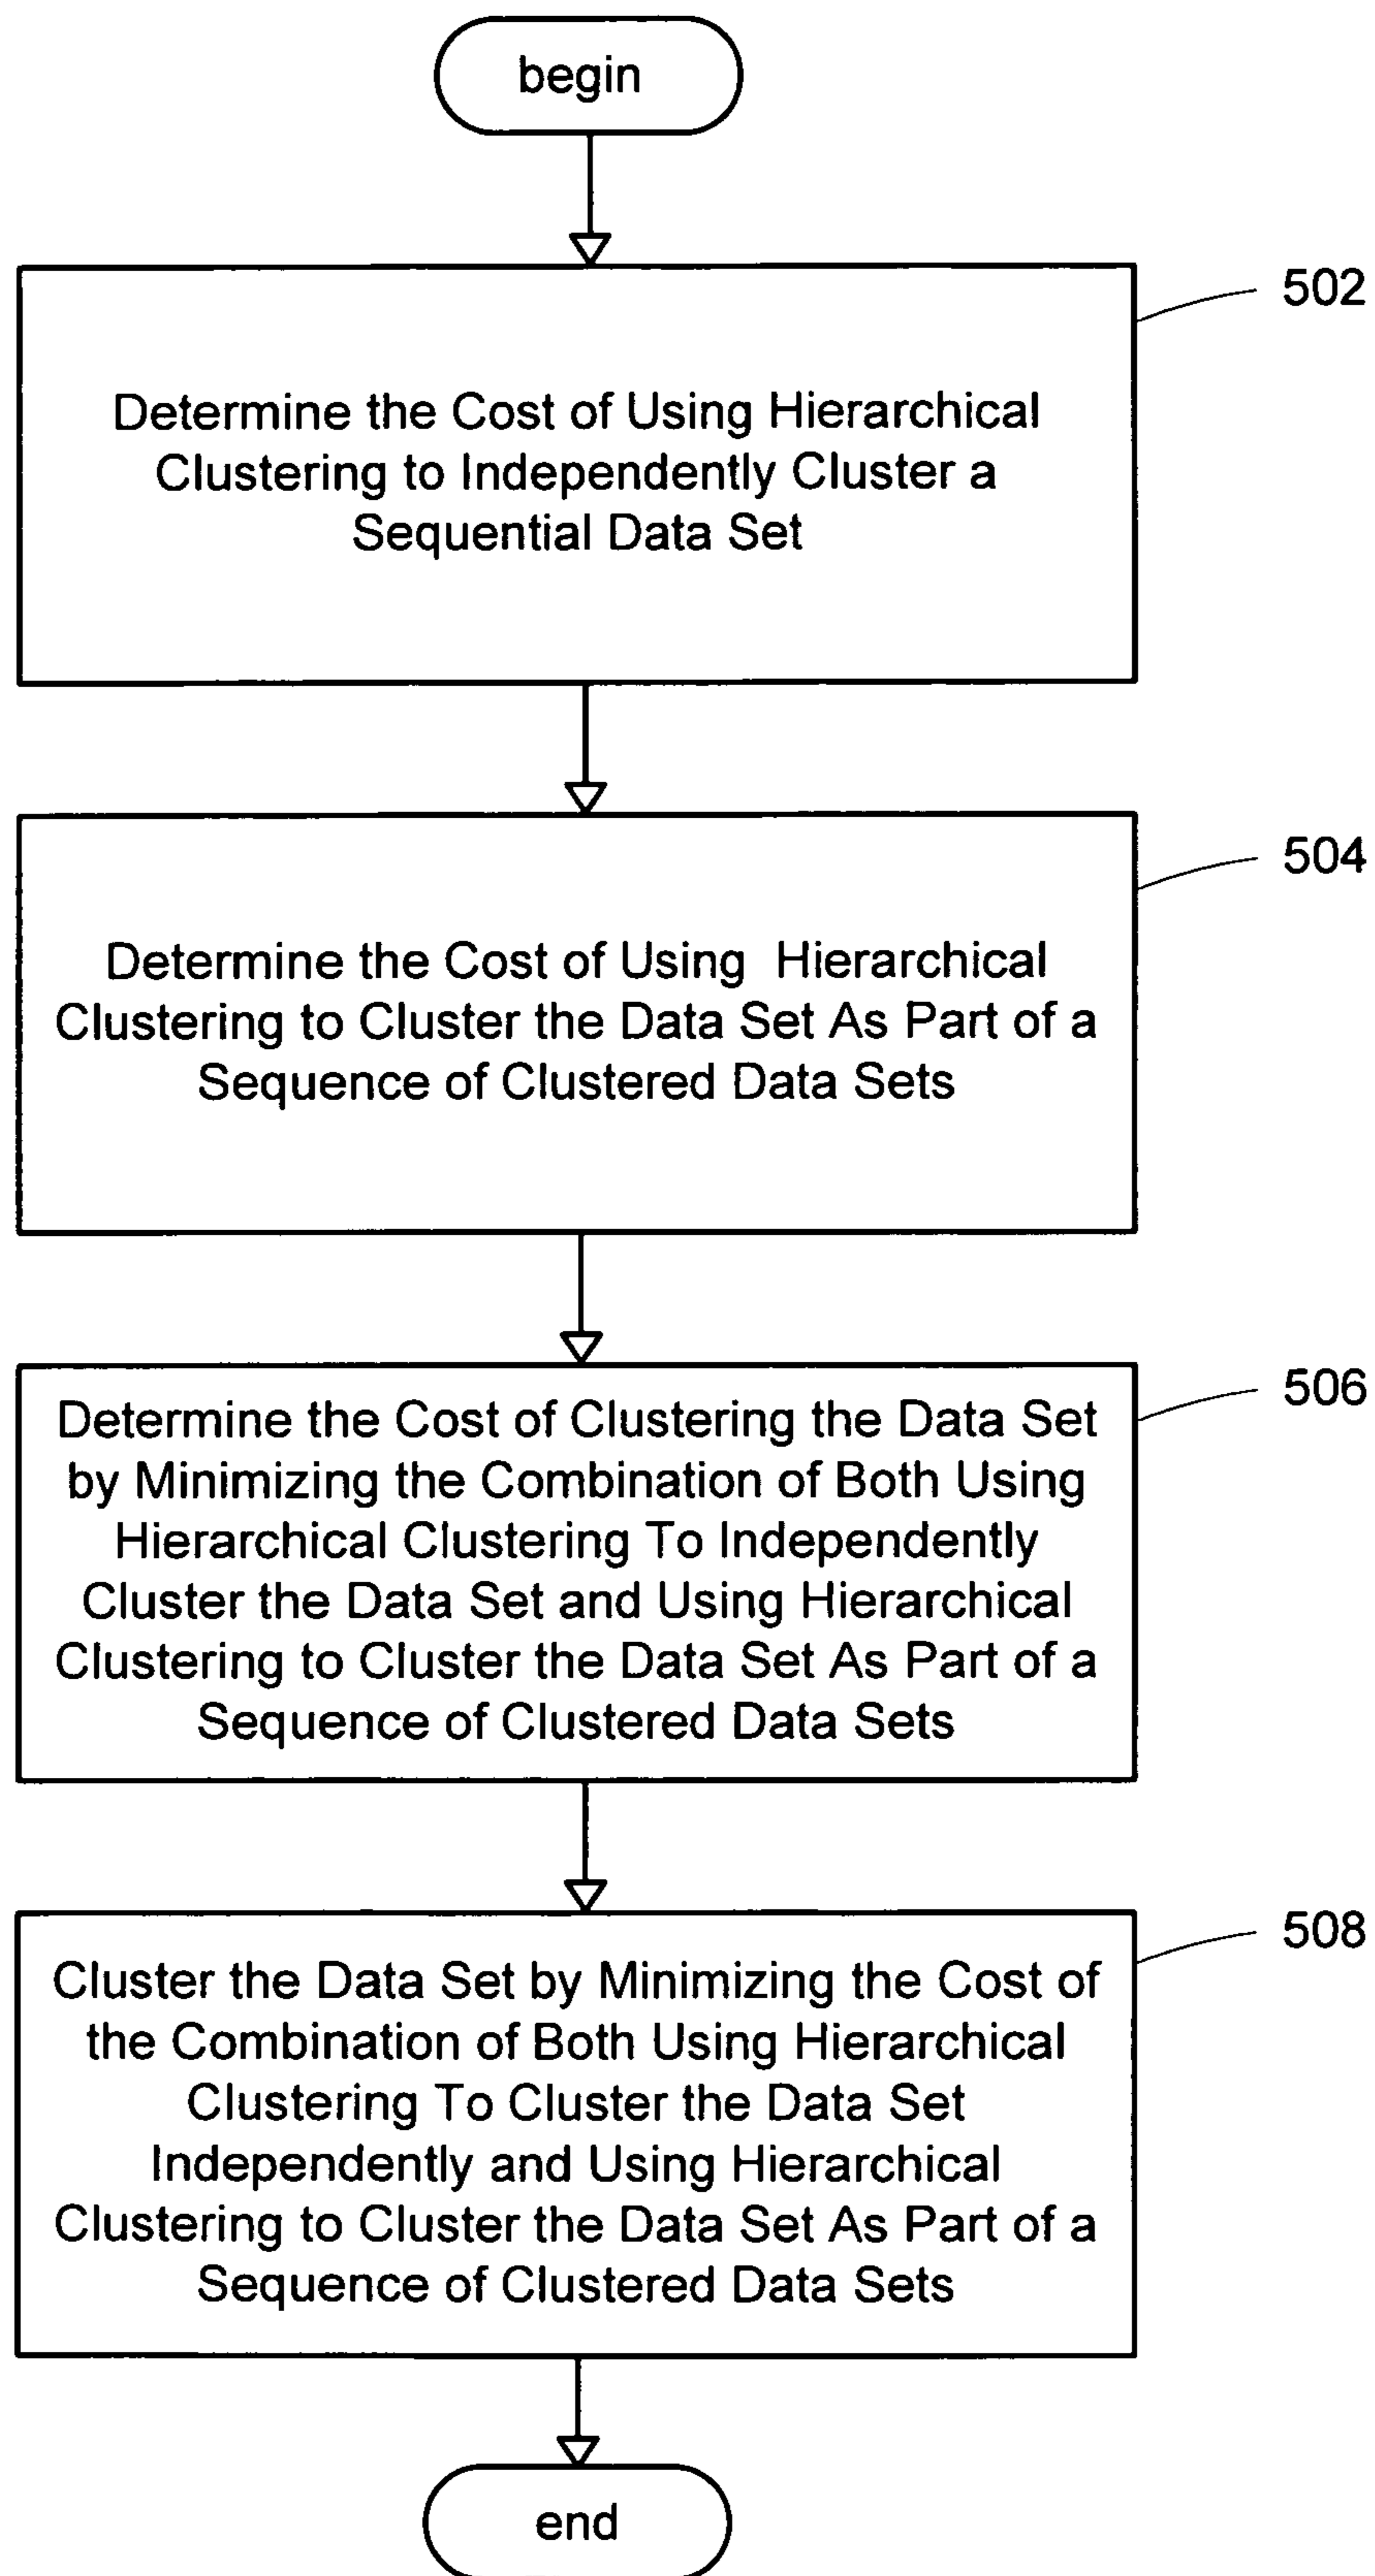 begin
502
Determine the Cost of Using Hierarchical
Clustering to Independently Cluster a
Sequential Data Set
504
Determine the Cost of Using Hierarchical
Clustering to Cluster the Data Set As Part of a
Sequence of Clustered Data Sets
506
Determine the Cost of Clustering the Data Set
by Minimizing the Combination of Both Using
Hierarchical Clustering To Independently
Cluster the Data Set and Using Hierarchical
Clustering to Cluster the Data Set As Part of a
Sequence of Clustered Data Sets
508
Cluster the Data Set by Minimizing the Cost of
the Combination of Both Using Hierarchical
Clustering To Cluster the Data Set
Independently and Using Hierarchical
Clustering to Cluster the Data Set As Part of a
Sequence of Clustered Data Sets
end